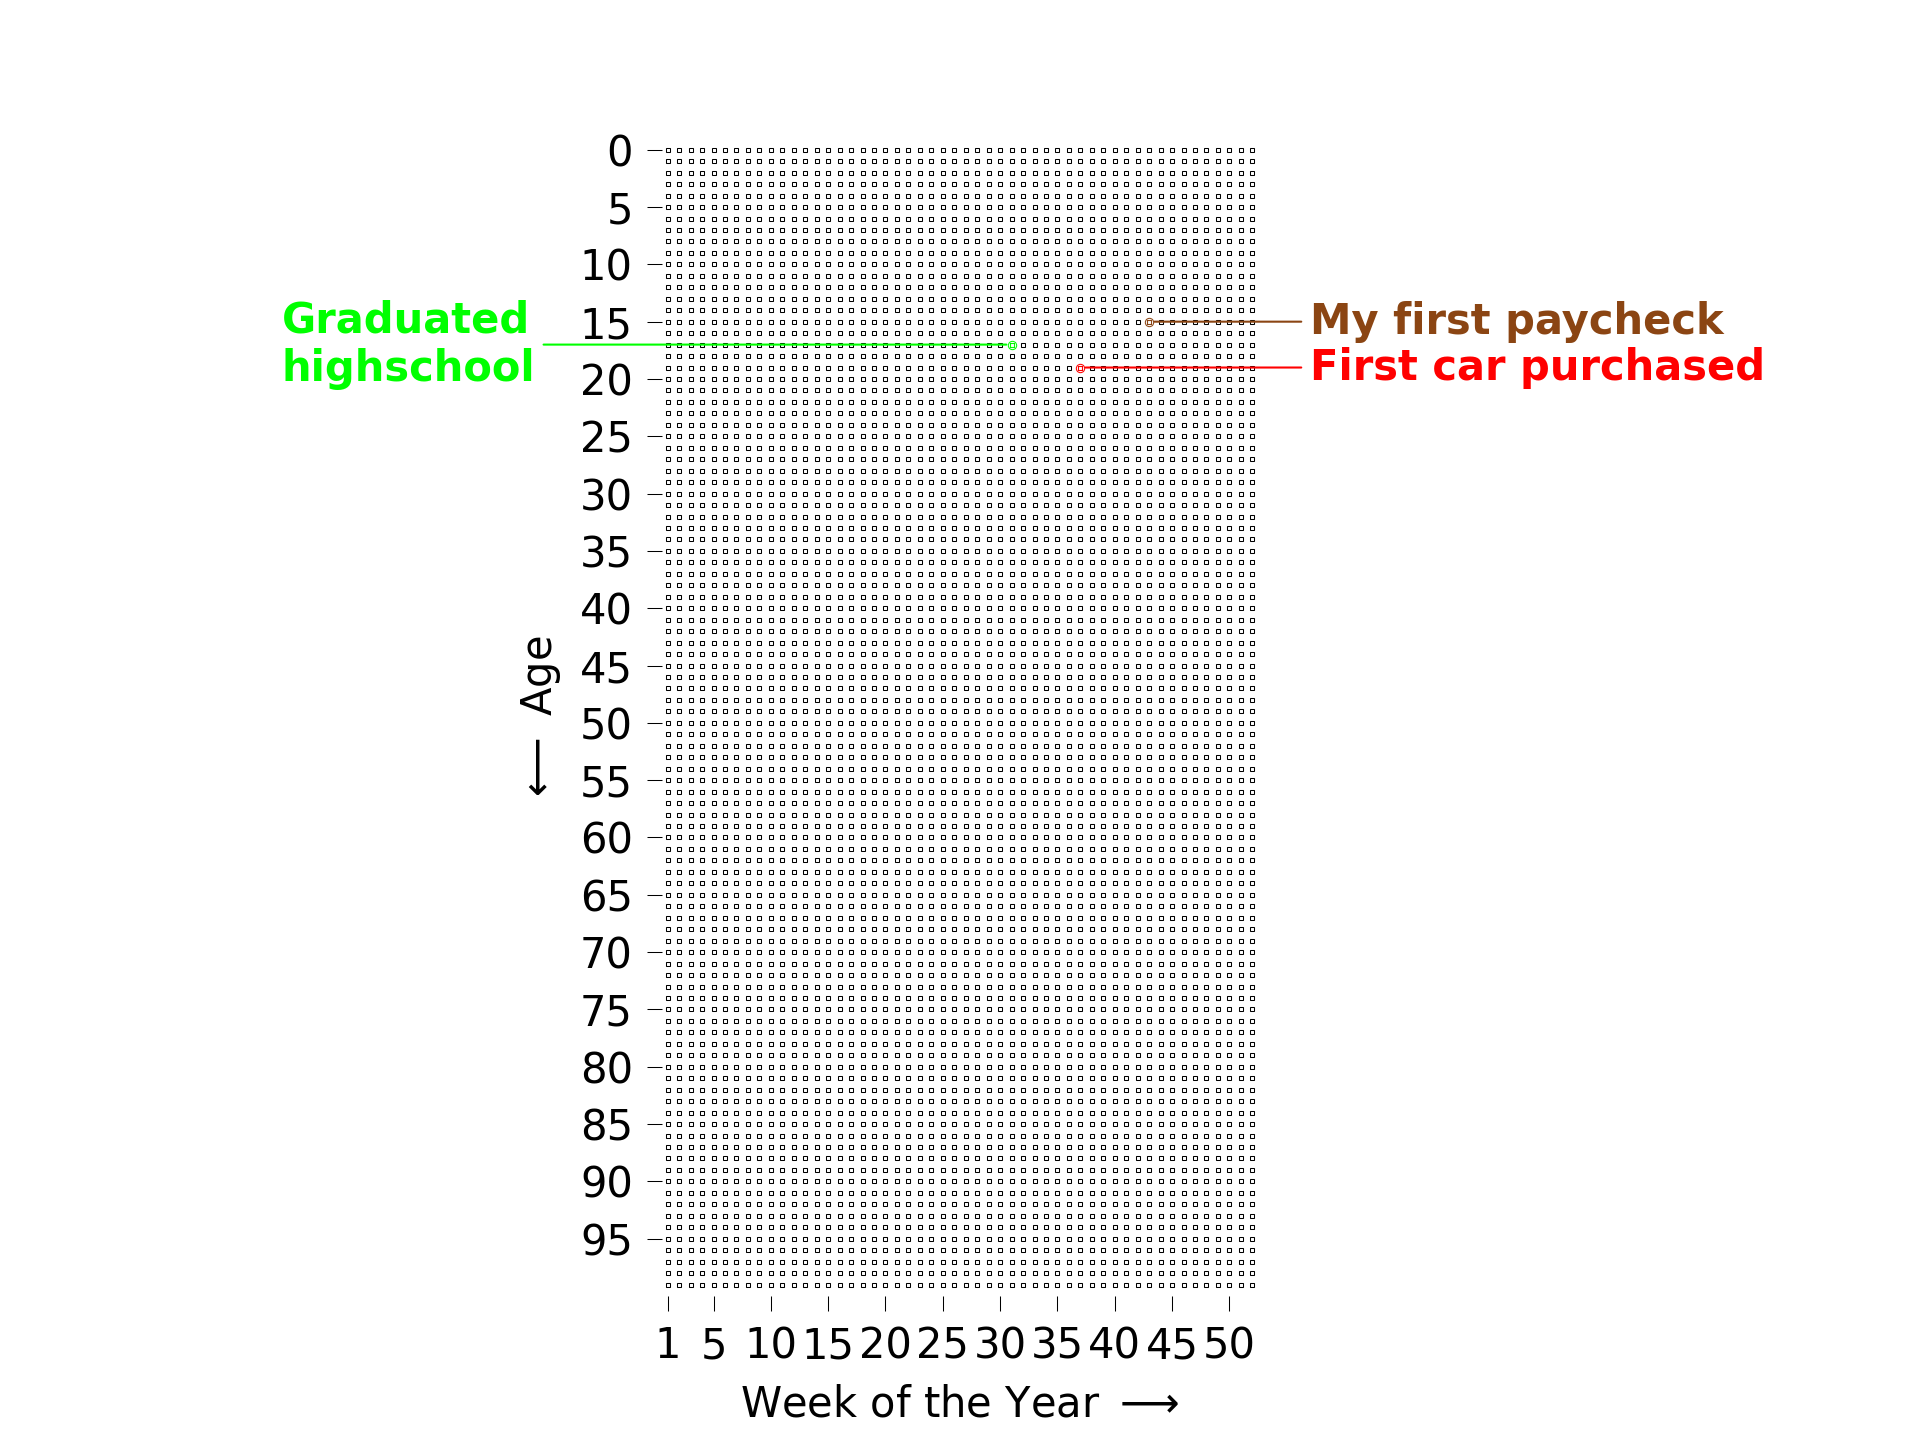 0
5
10
15
20
25
30
35
40
45
50
55
60
65
70
75
80
85
90
95
Graduated
highschool
My first paycheck
First car purchased
← Age
1 5 10 15 20 25 30 35 40 45 50
Week of the Year →